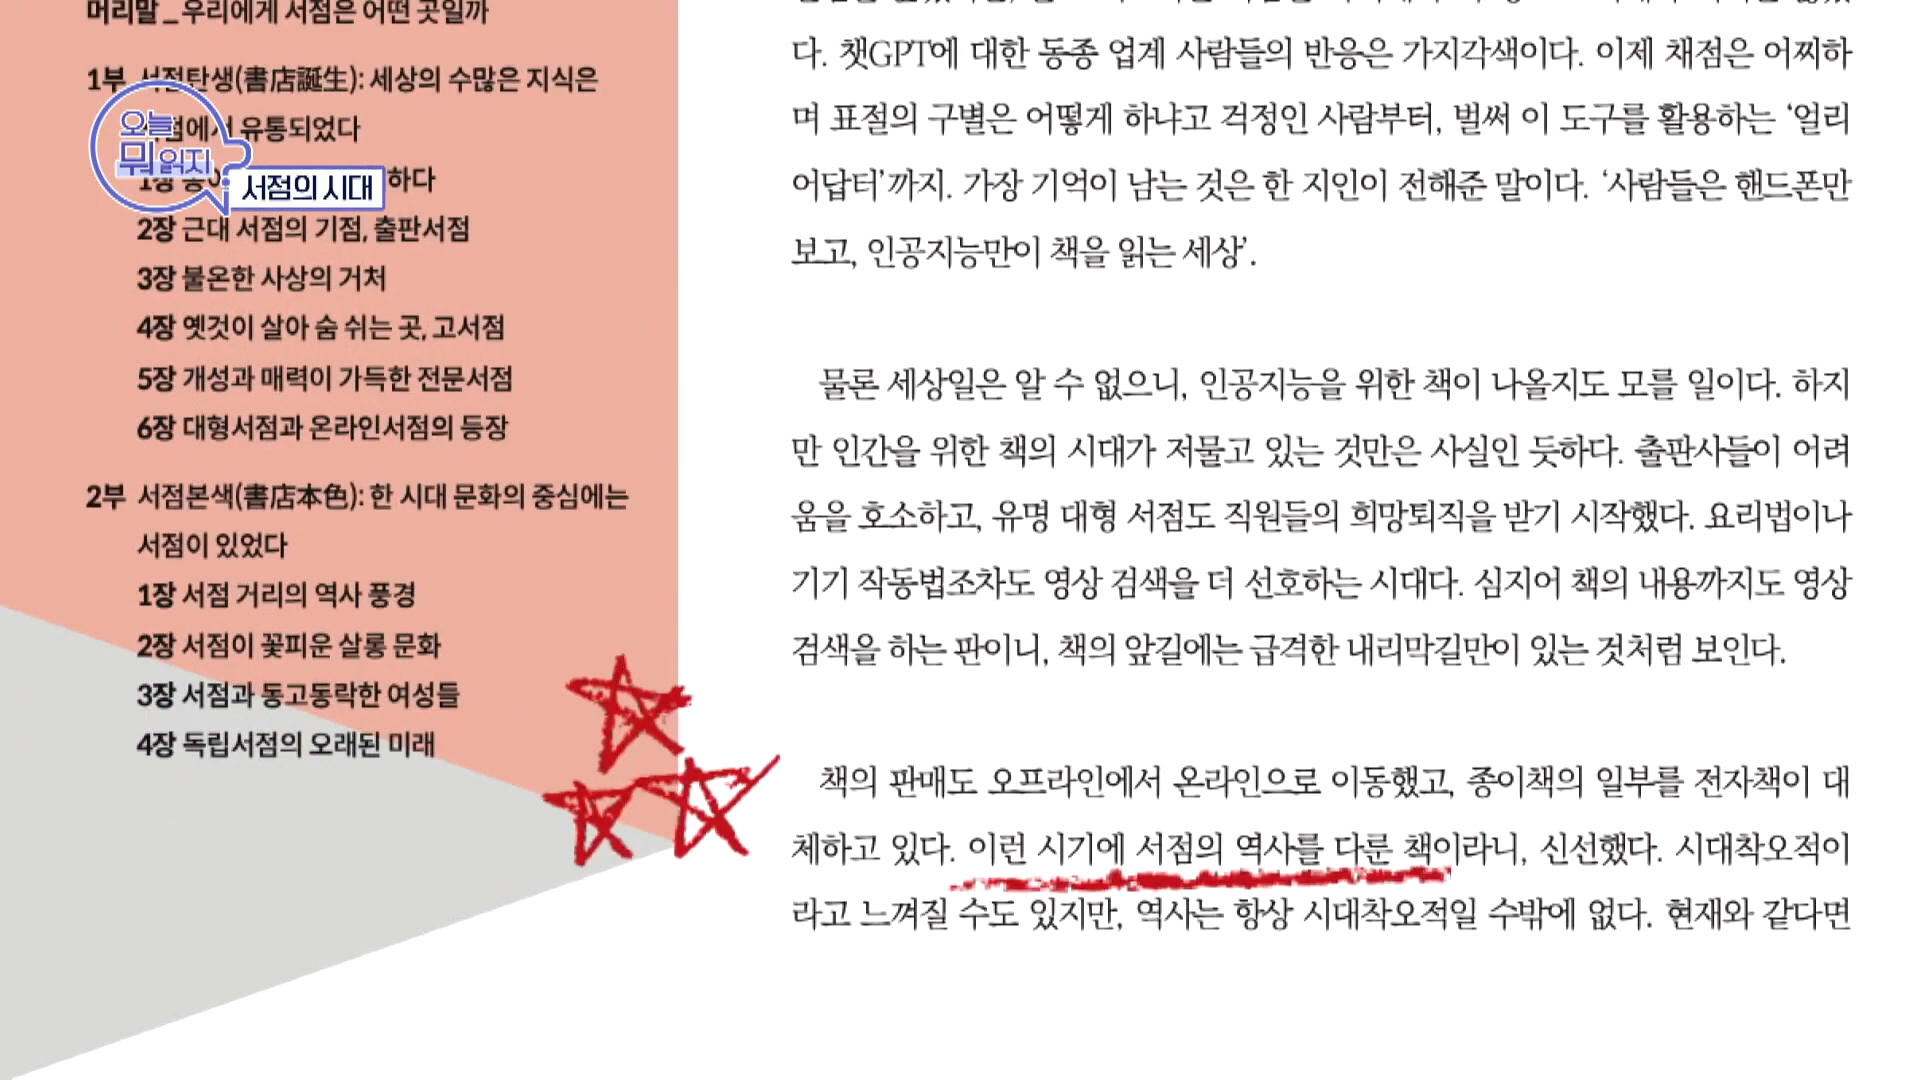 머리말 _ 우리에게 서점은 어떤 곳일까
1부 서점탄생(書店誕生): 세상의 수많은 지식은
서점에서 유통되었다
1장 하다
2장 근대 서점의 기점, 출판서점
3장 불온한 사상의 거처
4장 옛것이 살아 숨 쉬는 곳, 고서점
5장 개성과 매력이 가득한 전문서점
6장 대형서점과 온라인서점의 등장
2부 서점본색(書店本色): 한 시대 문화의 중심에는
서점이 있었다
1장 서점 거리의 역사 풍경
2장 서점이 꽃피운 살롱 문화
3장 서점과 동고동락한 여성들
4장 독립서점의 오래된 미래
오늘
뭐 읽지
서점의 시대
다. 챗GPT에 대한 동종 업계 사람들의 반응은 가지각색이다. 이제 채점은 어찌하
며 표절의 구별은 어떻게 하냐고 걱정인 사람부터, 벌써 이 도구를 활용하는 ‘얼리
어답터’까지. 가장 기억이 남는 것은 한 지인이 전해준 말이다. ‘사람들은 핸드폰만
보고, 인공지능만이 책을 읽는 세상’.
물론 세상일은 알 수 없으니, 인공지능을 위한 책이 나올지도 모를 일이다. 하지
만 인간을 위한 책의 시대가 저물고 있는 것만은 사실인 듯하다. 출판사들이 어려
움을 호소하고, 유명 대형 서점도 직원들의 희망퇴직을 받기 시작했다. 요리법이나
기기 작동법조차도 영상 검색을 더 선호하는 시대다. 심지어 책의 내용까지도 영상
검색을 하는 판이니, 책의 앞길에는 급격한 내리막길만이 있는 것처럼 보인다.
책의 판매도 오프라인에서 온라인으로 이동했고, 종이책의 일부를 전자책이 대
체하고 있다. 이런 시기에 서점의 역사를 다룬 책이라니, 신선했다. 시대착오적이
라고 느껴질 수도 있지만, 역사는 항상 시대착오적일 수밖에 없다. 현재와 같다면